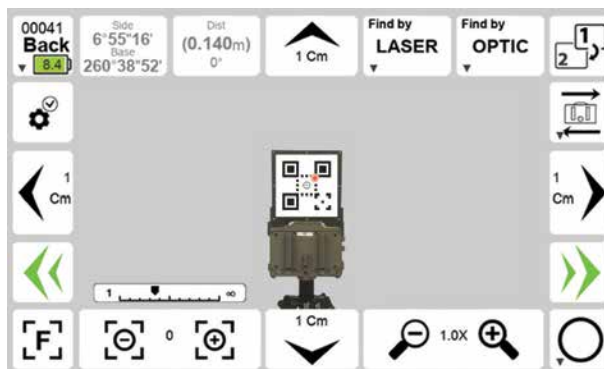 00041
Back
8.4
Side
6°55"16'
Base
260°38"52'
Dist
(0.140m)
0°
1 Cm
Find by
LASER
Find by
OPTIC
1
2
1
Cm
1
Cm
1 ∞
F
0
1 Cm
1.0X